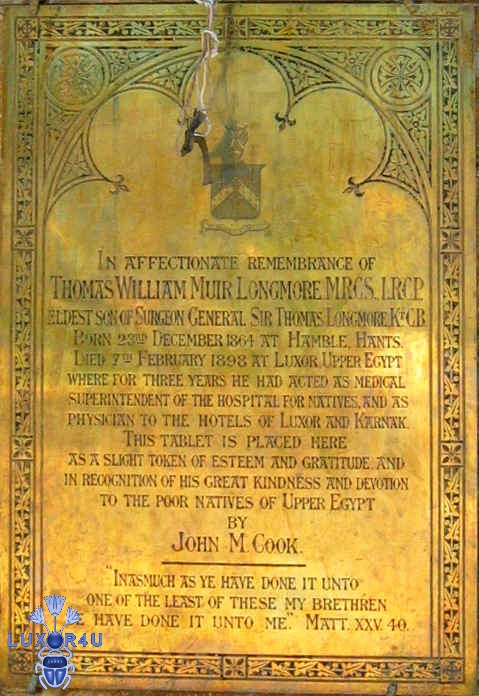 IN AFFECTIONATE REMEMBRANCE OF
THOMAS WILLIAM MUIR LONGMORE M.R.C.S., L.R.C.P.
ELDEST SON OF SURGEON GENERAL SIR THOMAS LONGMORE KT C.B.
BORN 23RD DECEMBER 1864 AT HAMBLE, HANTS.
DIED 7TH FEBRUARY 1898 AT LUXOR, UPPER EGYPT
WHERE FOR THREE YEARS HE HAD ACTED AS MEDICAL
SUPERINTENDENT OF THE HOSPITAL FOR NATIVES, AND AS
PHYSICIAN TO THE HOTELS OF LUXOR AND KARNAK.
THIS TABLET IS PLACED HERE
AS A SLIGHT TOKEN OF ESTEEM AND GRATITUDE, AND
IN RECOGNITION OF HIS GREAT KINDNESS AND DEVOTION
TO THE POOR NATIVES OF UPPER EGYPT
BY
JOHN M. COOK.
"INASMUCH AS YE HAVE DONE IT UNTO
ONE OF THE LEAST OF THESE MY BRETHREN
HAVE DONE IT UNTO ME." MATT. XXV. 40.
LUXOR4U